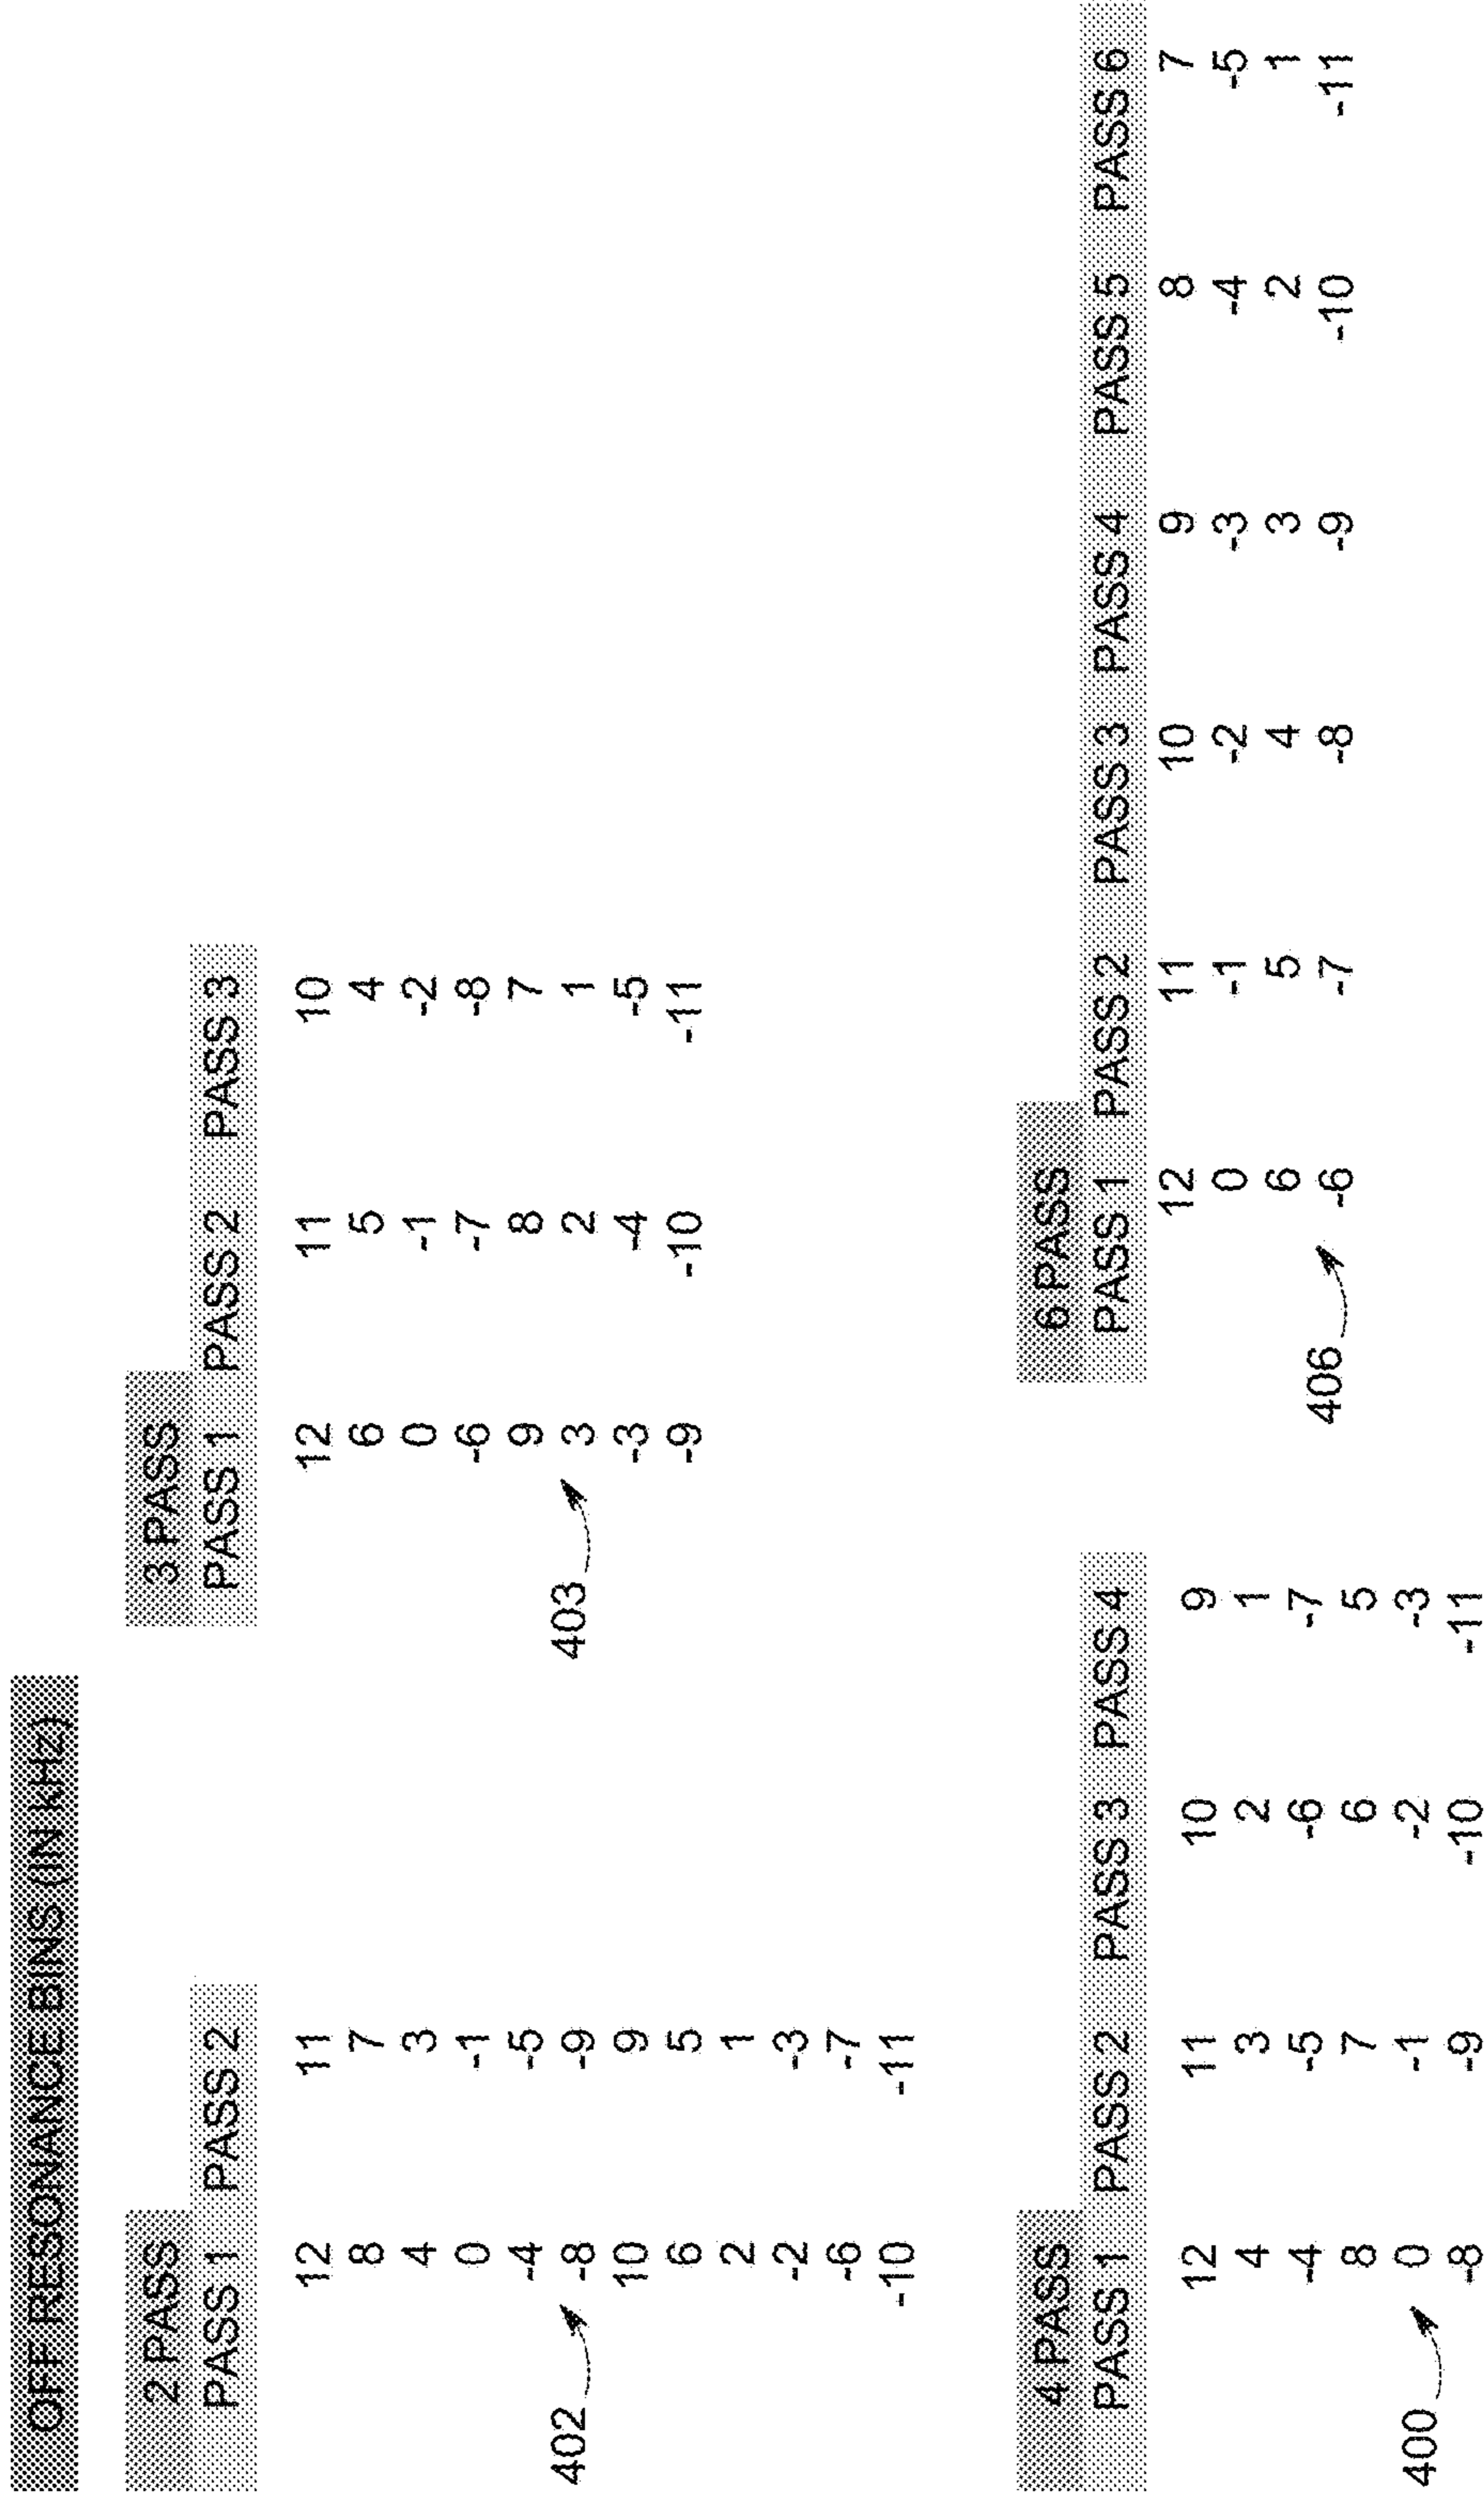 OFF RESONANCE BINS (IN kHz)
2 PASS
PASS 1 PASS 2
12 11
8 7
4 3
0 -1
-4 -5
-8 -9
10 9
6 5
2 1
-2 -3
-6 -7
-10 -11
402
3 PASS
PASS 1 PASS 2 PASS 3
12 11 10
6 5 4
0 -1 -2
-6 -7 -8
9 8 7
3 2 1
-3 -4 -5
-9 -10 -11
403
4 PASS
PASS 1 PASS 2 PASS 3 PASS 4
12 11 10 9
4 3 2 1
-4 -5 -6 -7
8 7 6 5
0 -1 -2 -3
-8 -9 -10 -11
400
6 PASS
PASS 1 PASS 2 PASS 3 PASS 4 PASS 5 PASS 6
12 11 10 9 8 7
0 -1 -2 -3 -4 -5
6 5 4 3 2 1
-6 -7 -8 -9 -10 -11
406